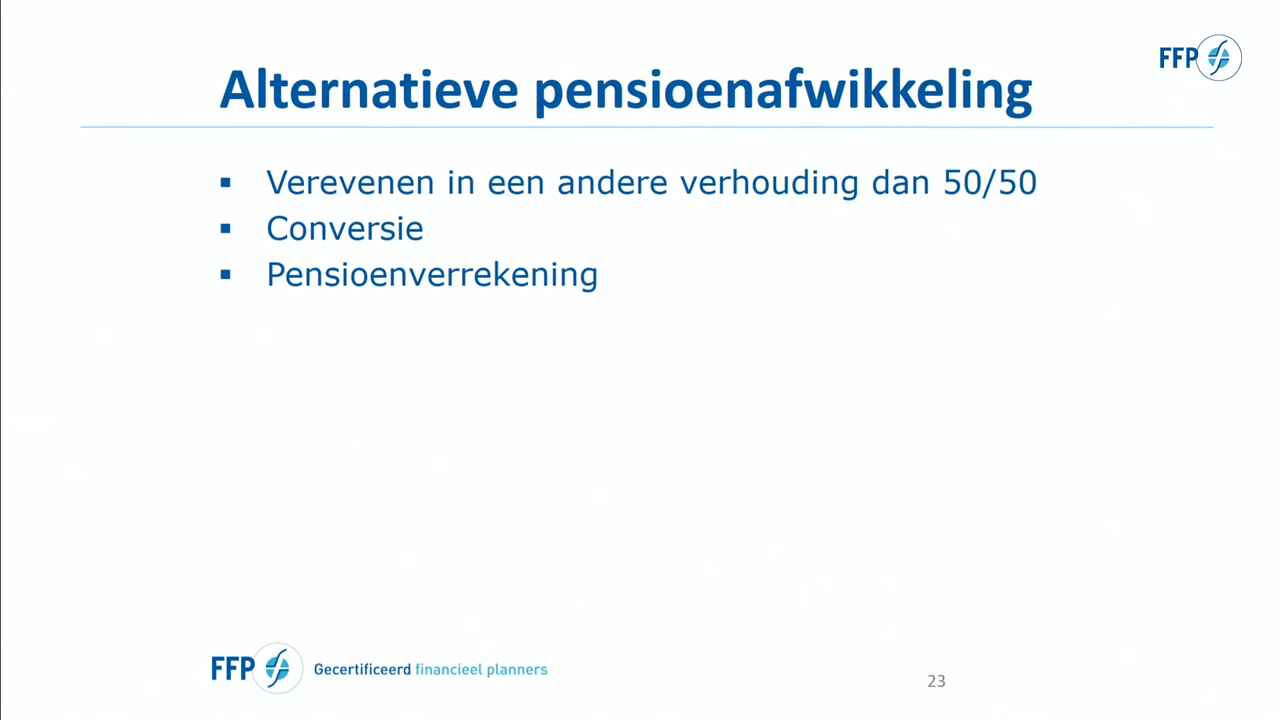 FFP
Alternatieve pensioenafwikkeling
▪ Verevenen in een andere verhouding dan 50/50
▪ Conversie
▪ Pensioenverrekening
FFP Gecertificeerd financieel planners
23